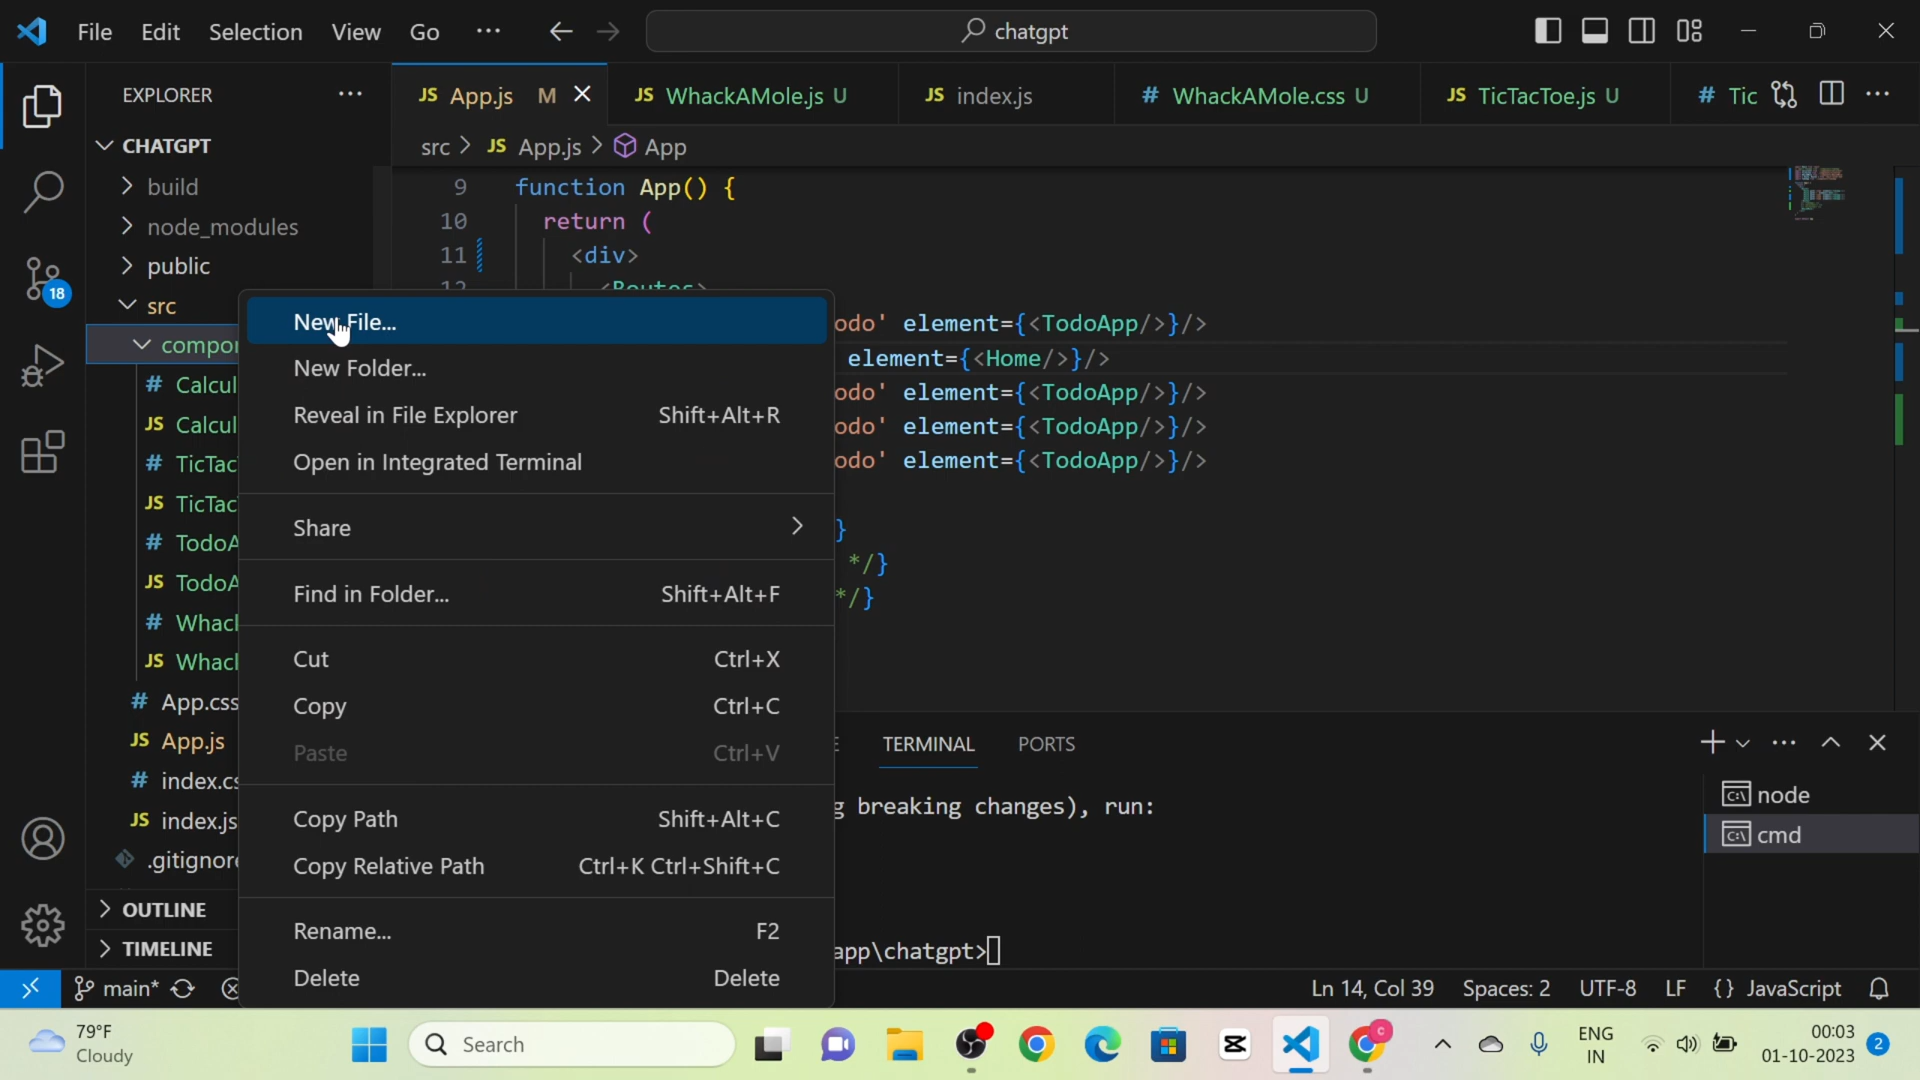 File Edit Selection View Go ··· chatgpt
EXPLORER ···
JS App.js M
JS WhackAMole.js U
JS index.js
# WhackAMole.css U
JS TicTacToe.js U
# Tic
src > JS App.js > App
CHATGPT
build
node_modules
public
src
compor
# Calcul
JS Calcul
# TicTac
JS TicTac
# TodoA
JS TodoA
# Whacl
JS Whacl
# App.css
JS App.js
# index.cs
JS index.js
.gitignore
OUTLINE
TIMELINE
9 function App() {
10 return (
11 <div>
12 <Routes>
odo' element={<TodoApp/>}/>
element={<Home/>}/>
odo' element={<TodoApp/>}/>
odo' element={<TodoApp/>}/>
odo' element={<TodoApp/>}/>
}
*/}
*/}
New File...
New Folder...
Reveal in File Explorer Shift+Alt+R
Open in Integrated Terminal
Share
Find in Folder... Shift+Alt+F
Cut Ctrl+X
Copy Ctrl+C
Paste Ctrl+V
Copy Path Shift+Alt+C
Copy Relative Path Ctrl+K Ctrl+Shift+C
Rename... F2
Delete Delete
TERMINAL PORTS
g breaking changes), run:
app\chatgpt>
node
cmd
18
main* Ln 14, Col 39 Spaces: 2 UTF-8 LF {} JavaScript
79°F
Cloudy
Search
ENG
IN
00:03
01-10-2023
2